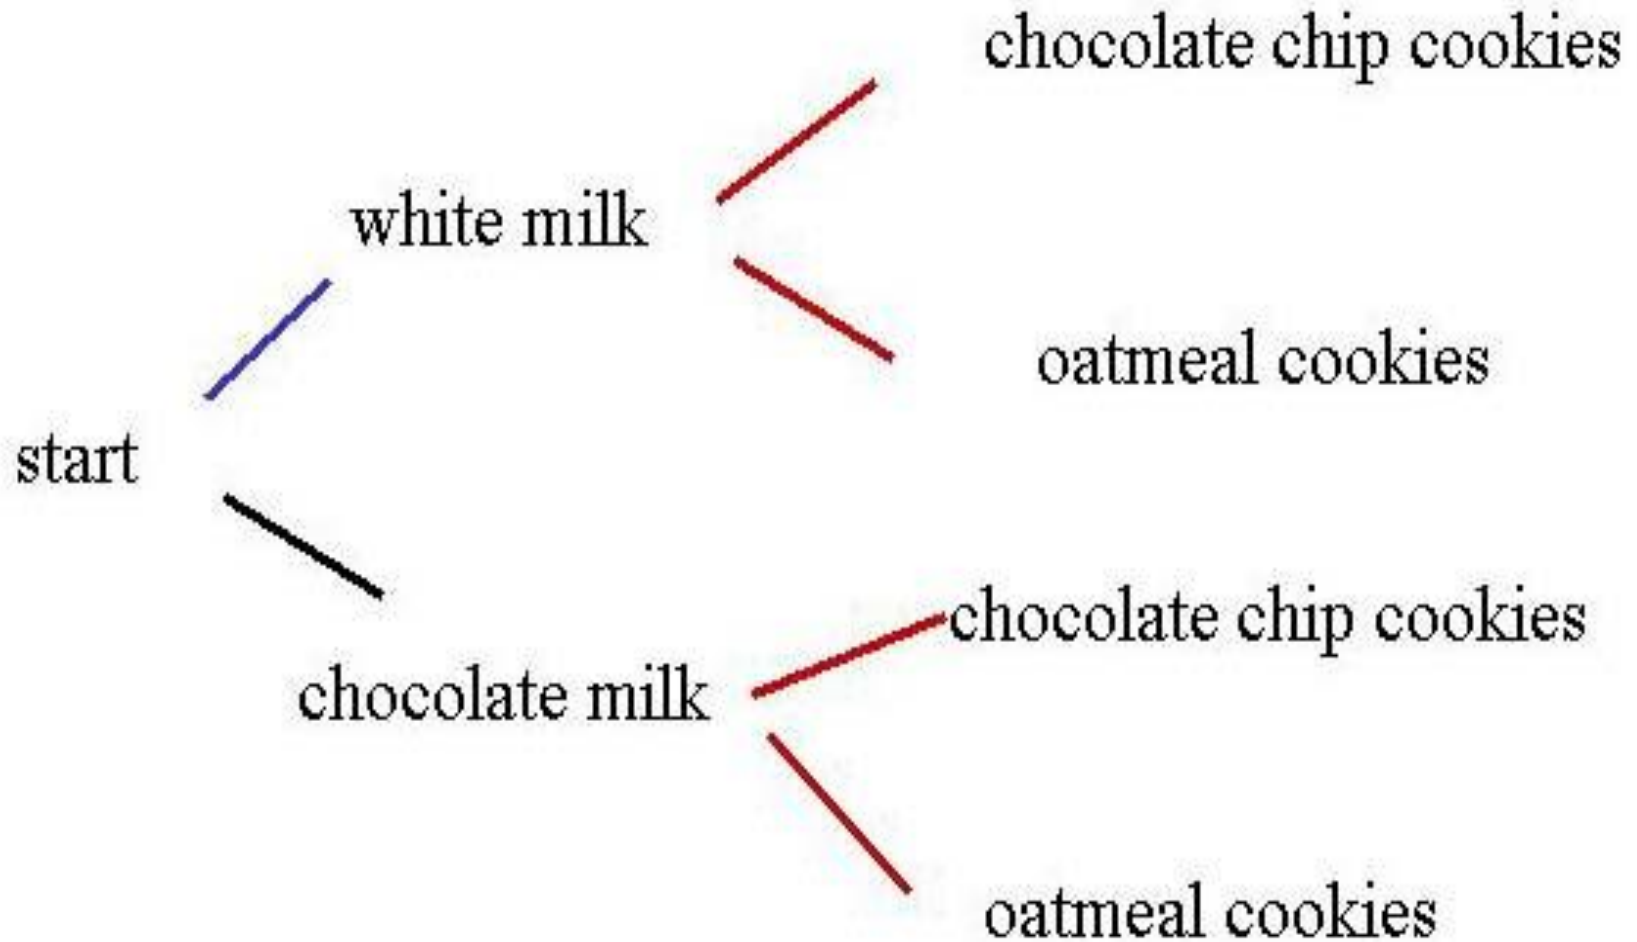 chocolate chip cookies
white milk
oatmeal cookies
start
chocolate chip cookies
chocolate milk
oatmeal cookies